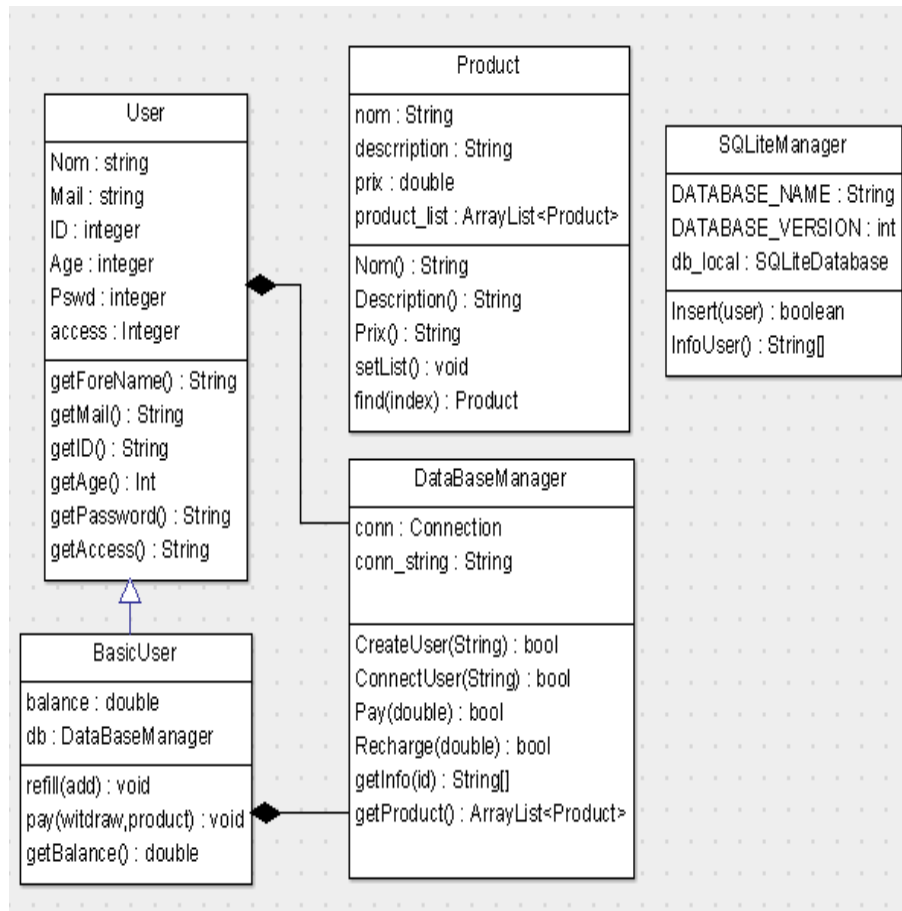 User
Nom : string
Mail : string
ID : integer
Age : integer
Pswd : integer
access : Integer
getForeName() : String
getMail() : String
getID() : String
getAge() : Int
getPassword() : String
getAccess() : String
Product
nom : String
descrription : String
prix : double
product_list : ArrayList<Product>
Nom() : String
Description() : String
Prix() : String
setList() : void
find(index) : Product
SQLiteManager
DATABASE_NAME : String
DATABASE_VERSION : int
db_local : SQLiteDatabase
Insert(user) : boolean
InfoUser() : String[]
BasicUser
balance : double
db : DataBaseManager
refill(add) : void
pay(witdraw,product) : void
getBalance() : double
DataBaseManager
conn : Connection
conn_string : String
CreateUser(String) : bool
ConnectUser(String) : bool
Pay(double) : bool
Recharge(double) : bool
getInfo(id) : String[]
getProduct() : ArrayList<Product>